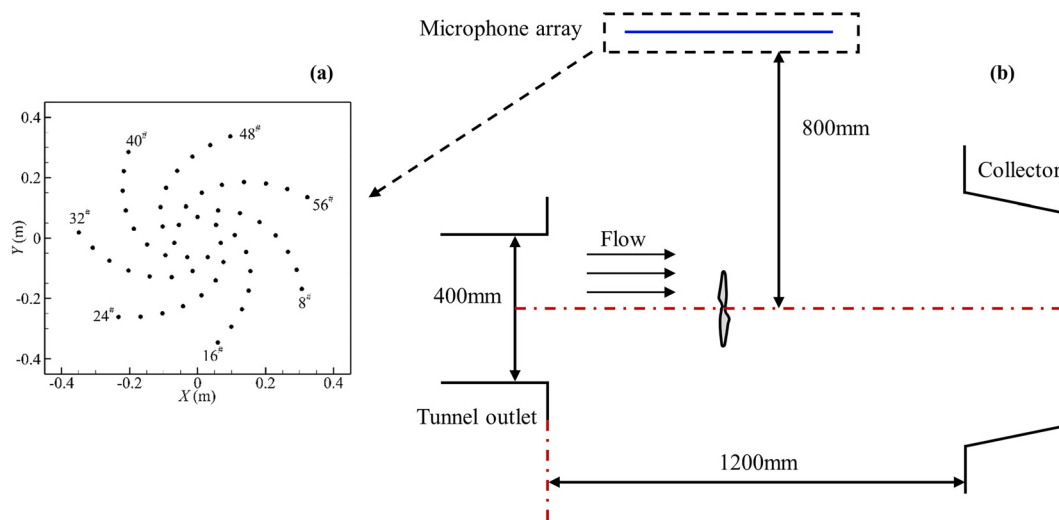 Microphone array
(a)
(b)
800mm
Collector
0.4
0.2
0
-0.2
-0.4
Y (m)
-0.4
-0.2
0
0.2
0.4
X (m)
40#
48#
56#
32#
24#
16#
8#
Flow
400mm
Tunnel outlet
1200mm